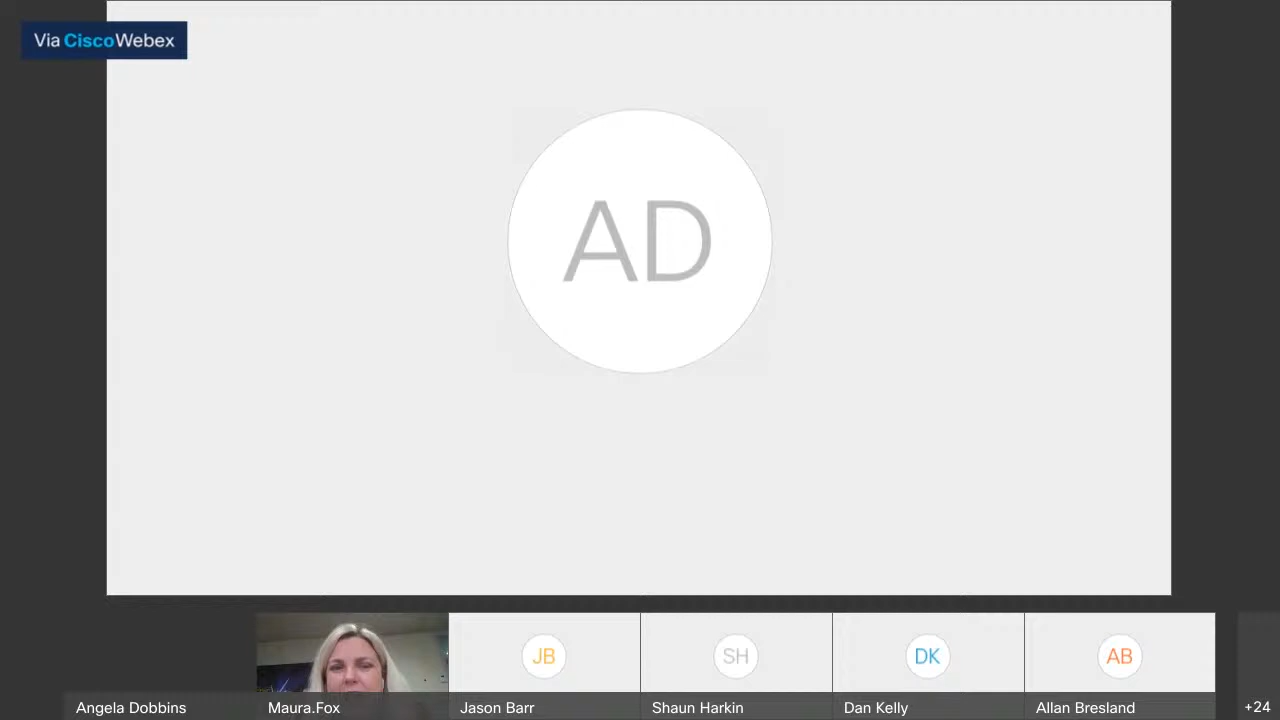 Via CiscoWebex
AD
JB
SH
DK
AB
Angela Dobbins
Maura.Fox
Jason Barr
Shaun Harkin
Dan Kelly
Allan Bresland
+24